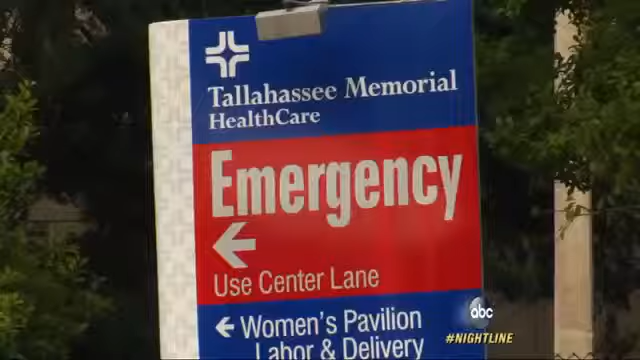 Tallahassee Memorial
HealthCare
Emergency
Use Center Lane
Women's Pavilion
Labor & Delivery
abc
#NIGHTLINE